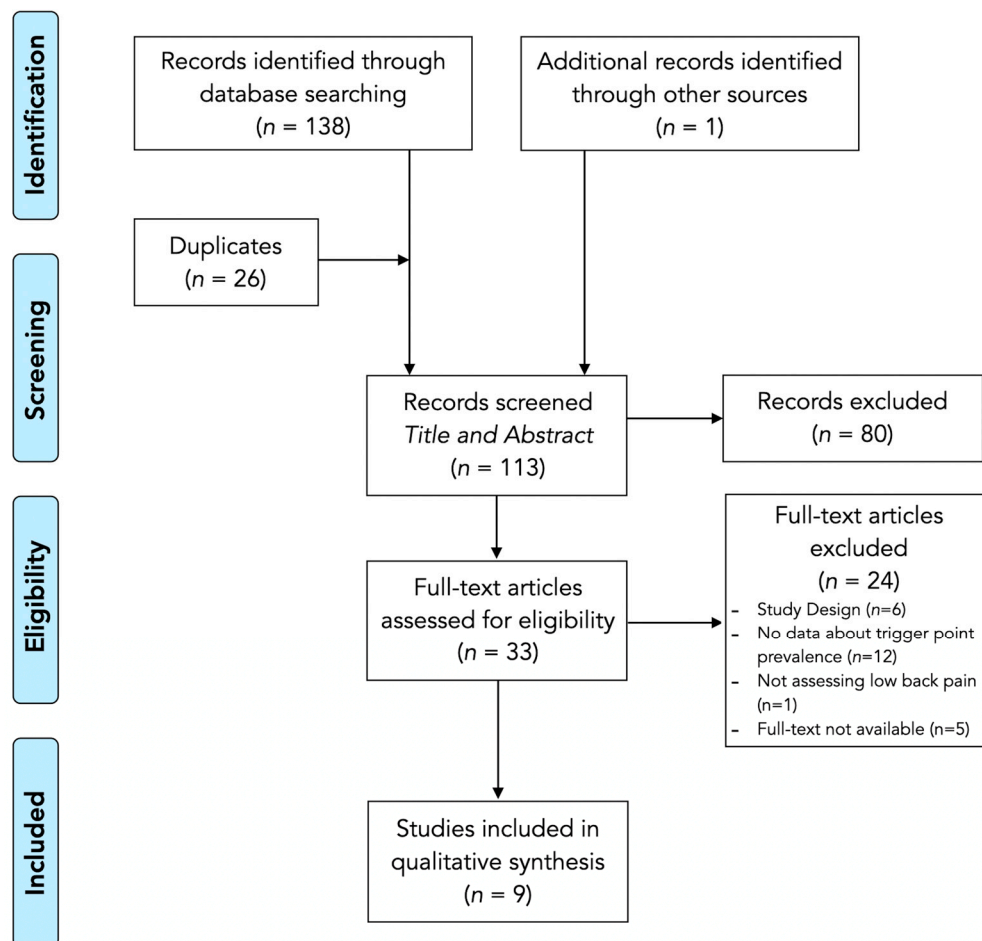 Identification
Records identified through
database searching
(n = 138)
Additional records identified
through other sources
(n = 1)
Screening
Duplicates
(n = 26)
Records screened
Title and Abstract
(n = 113)
Records excluded
(n = 80)
Eligibility
Full-text articles
assessed for eligibility
(n = 33)
Full-text articles
excluded
(n = 24)
- Study Design (n=6)
- No data about trigger point
prevalence (n=12)
- Not assessing low back pain
(n=1)
- Full-text not available (n=5)
Included
Studies included in
qualitative synthesis
(n = 9)